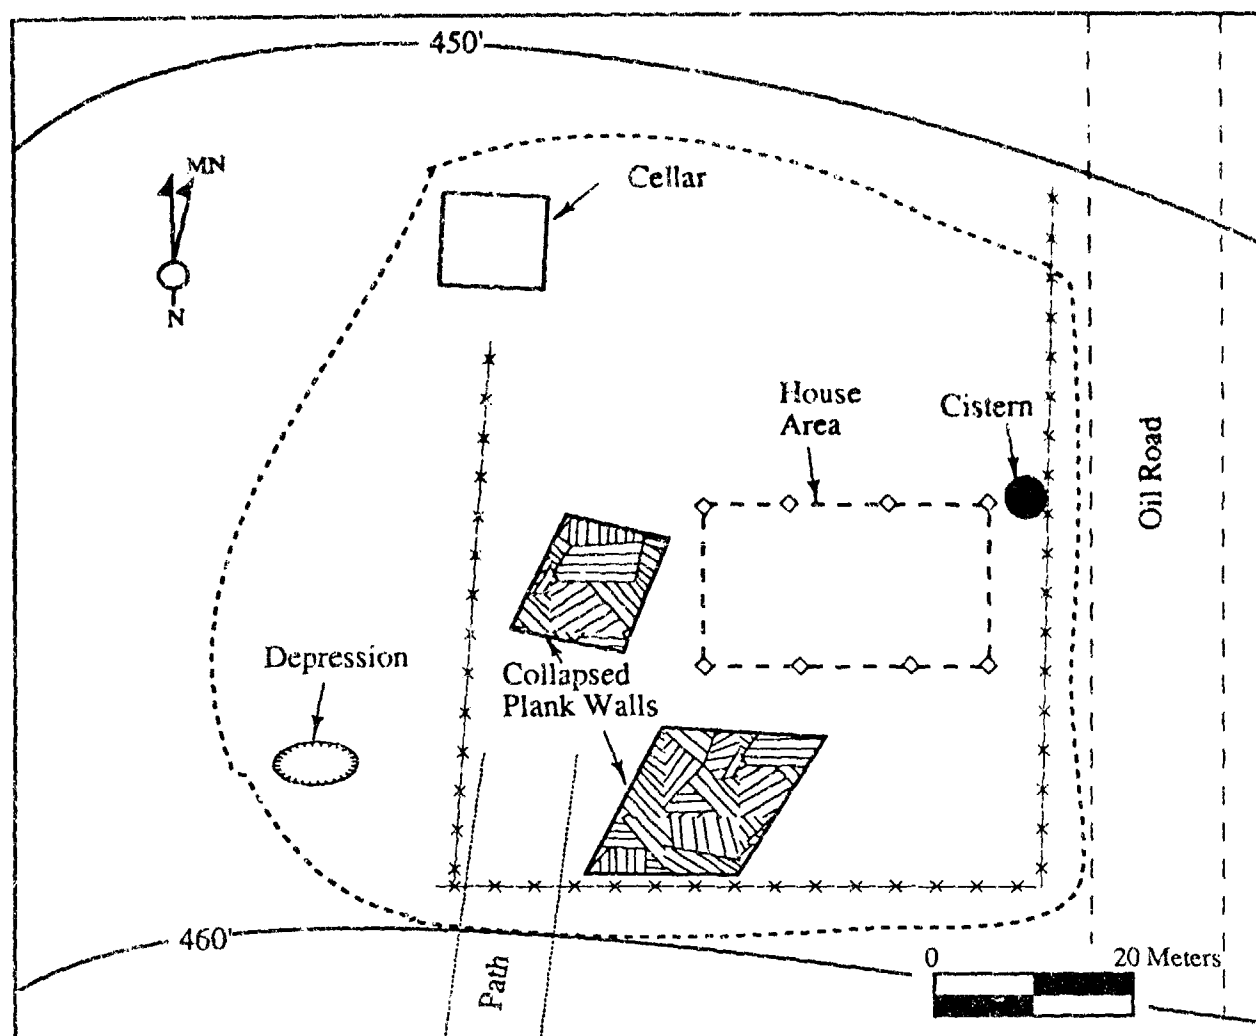 450'
MN
N
Cellar
House
Area
Cistern
Oil Road
Depression
Collapsed
Plank Walls
460'
Path
0
20 Meters